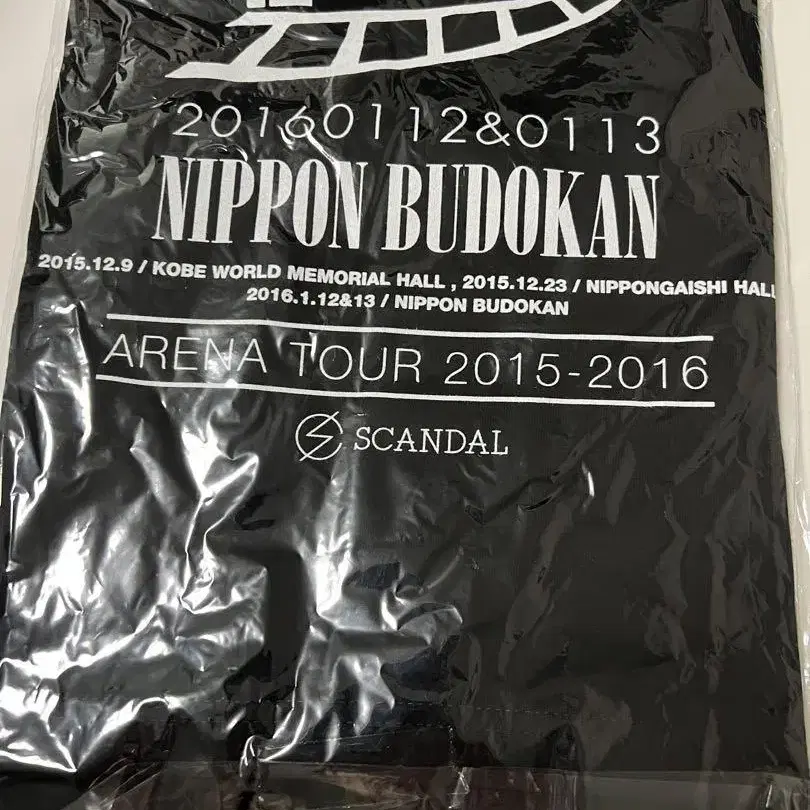 20160112&0113
NIPPON BUDOKAN
2015.12.9 / KOBE WORLD MEMORIAL HALL , 2015.12.23 / NIPPONGAISHI HALL
2016.1.12&13 / NIPPON BUDOKAN
ARENA TOUR 2015-2016
SCANDAL